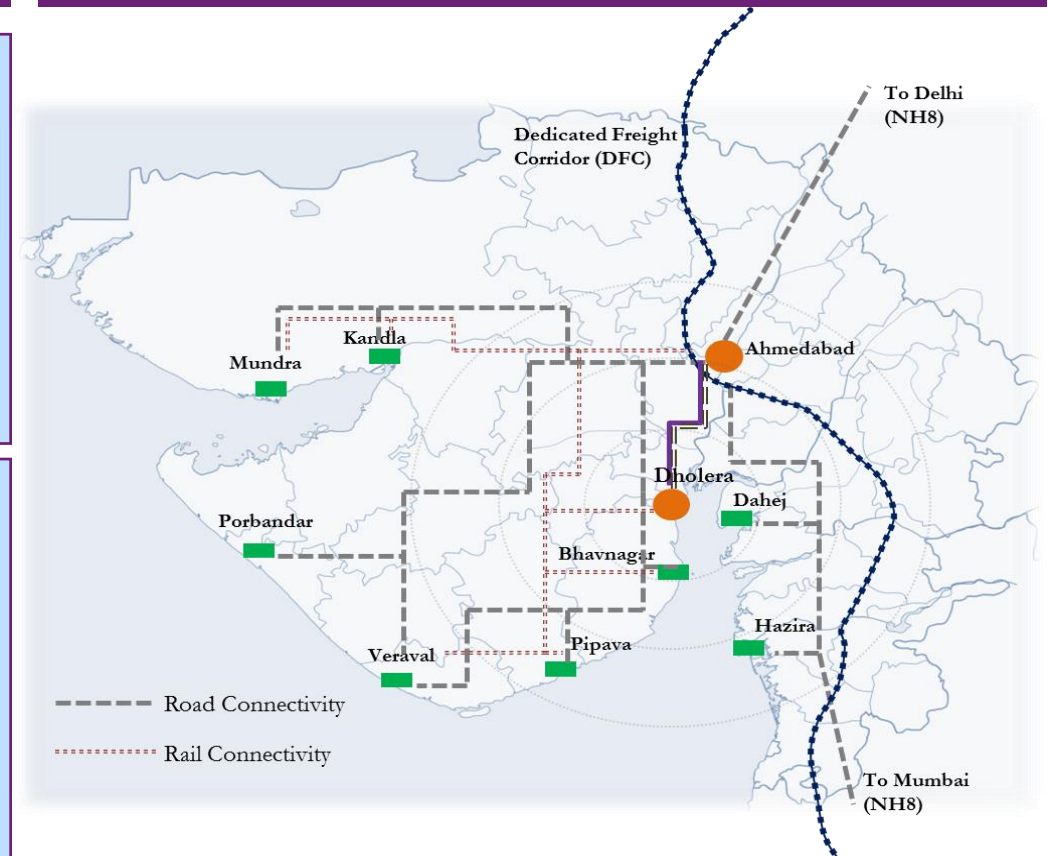 To Delhi
(NH8)
Dedicated Freight
Corridor (DFC)
Kandla
Ahmedabad
Mundra
Dholera
Dahej
Porbandar
Bhavnagar
Hazira
Pipava
Veraval
Road Connectivity
Rail Connectivity
To Mumbai
(NH8)